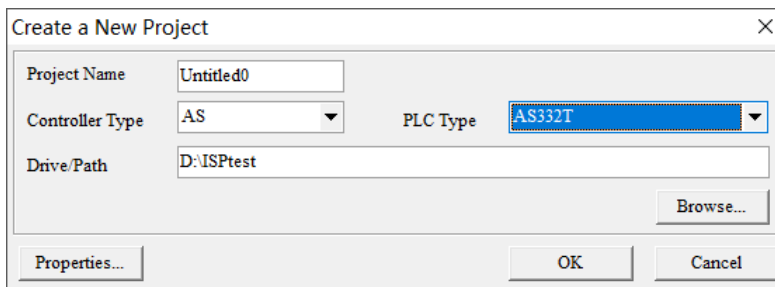 Create a New Project
Project Name Untitled0
Controller Type AS PLC Type AS332T
Drive/Path D:\ISPtest
Browse...
Properties... OK Cancel